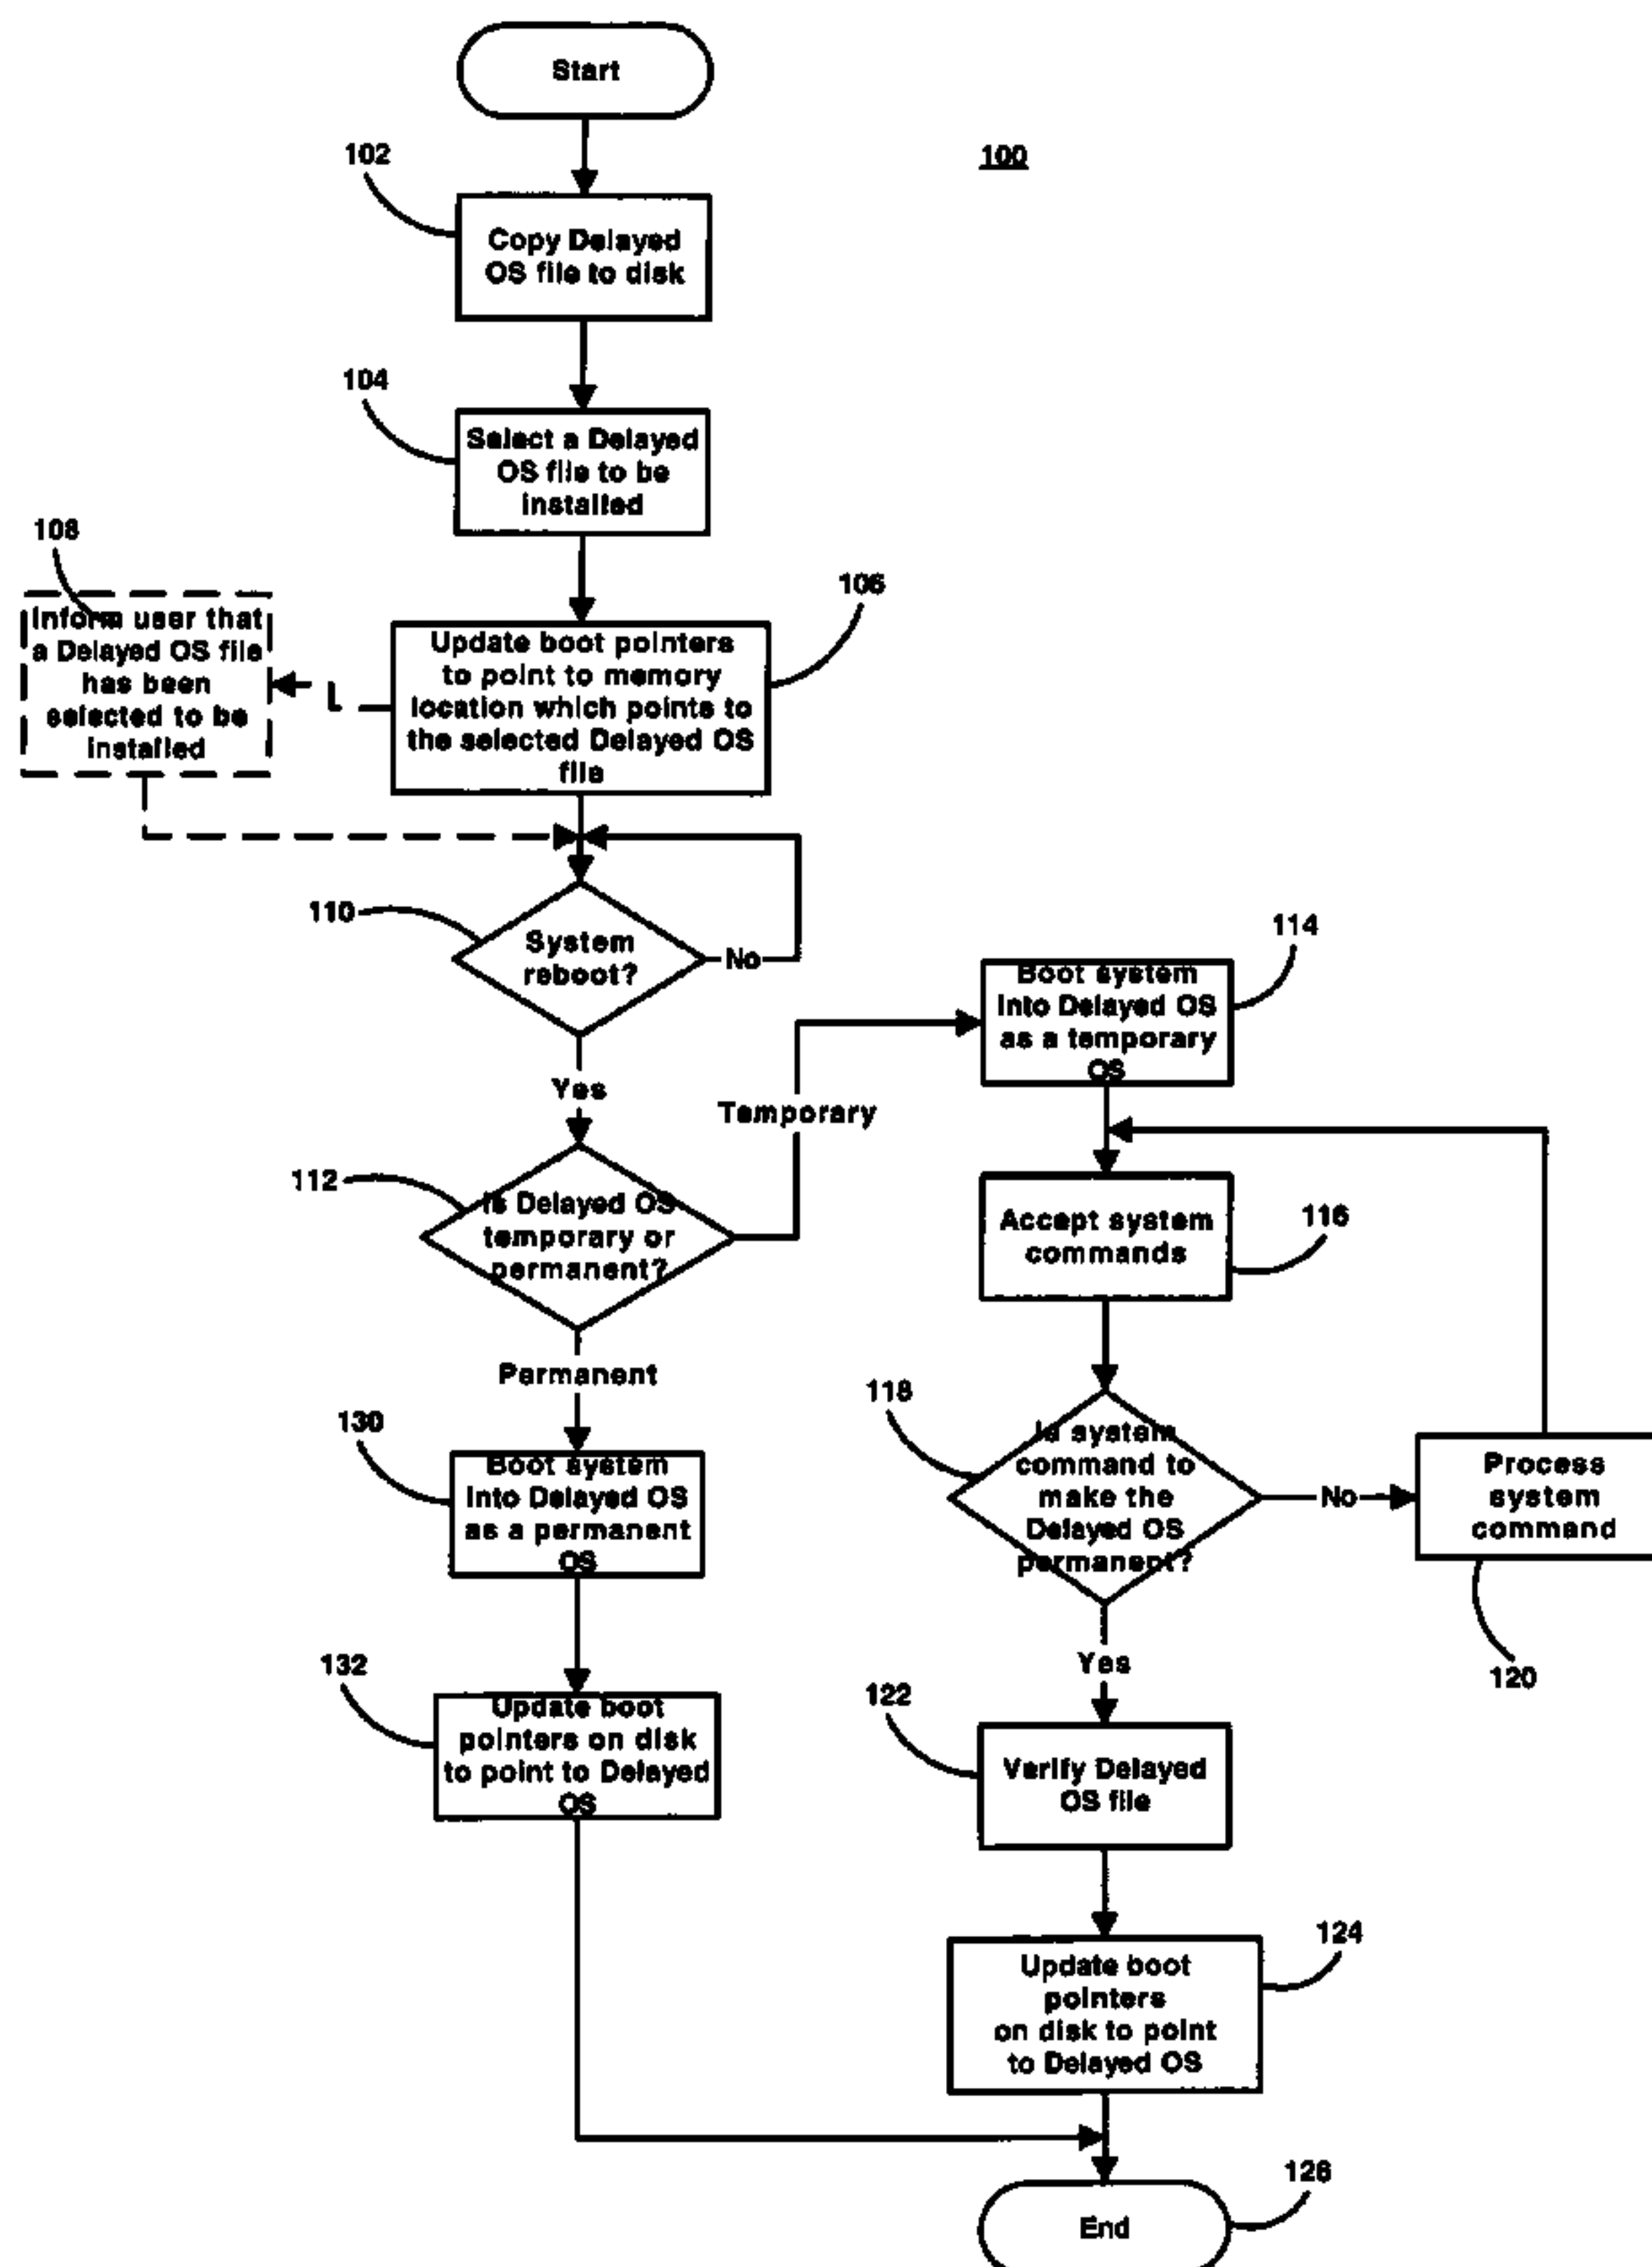 Start
100
102
Copy Delayed
OS file to disk
104
Select a Delayed
OS file to be
installed
108
Inform user that
a Delayed OS file
has been
selected to be
installed
106
Update boot pointers
to point to memory
location which points to
the selected Delayed OS
file
110
System
reboot?
No
Yes
112
Is Delayed OS
temporary or
permanent?
Temporary
Permanent
114
Boot system
into Delayed OS
as a temporary
OS
116
Accept system
commands
118
Is system
command to
make the
Delayed OS
permanent?
No
Process
system
command
120
Yes
130
Boot system
into Delayed OS
as a permanent
OS
132
Update boot
pointers on disk
to point to Delayed
OS
122
Verify Delayed
OS file
124
Update boot
pointers
on disk to point
to Delayed OS
126
End